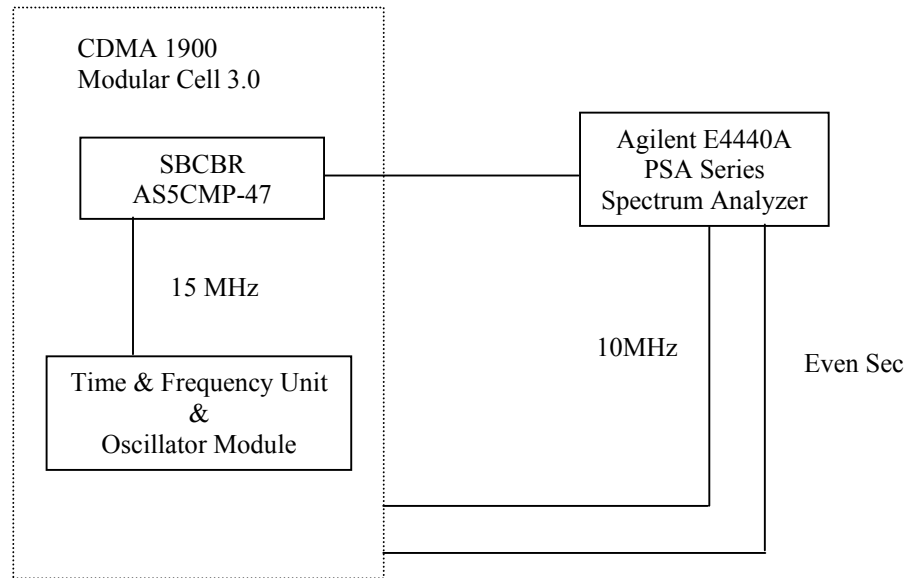 CDMA 1900
Modular Cell 3.0
SBCBR
AS5CMP-47
Agilent E4440A
PSA Series
Spectrum Analyzer
15 MHz
10MHz
Even Sec
Time & Frequency Unit
&
Oscillator Module